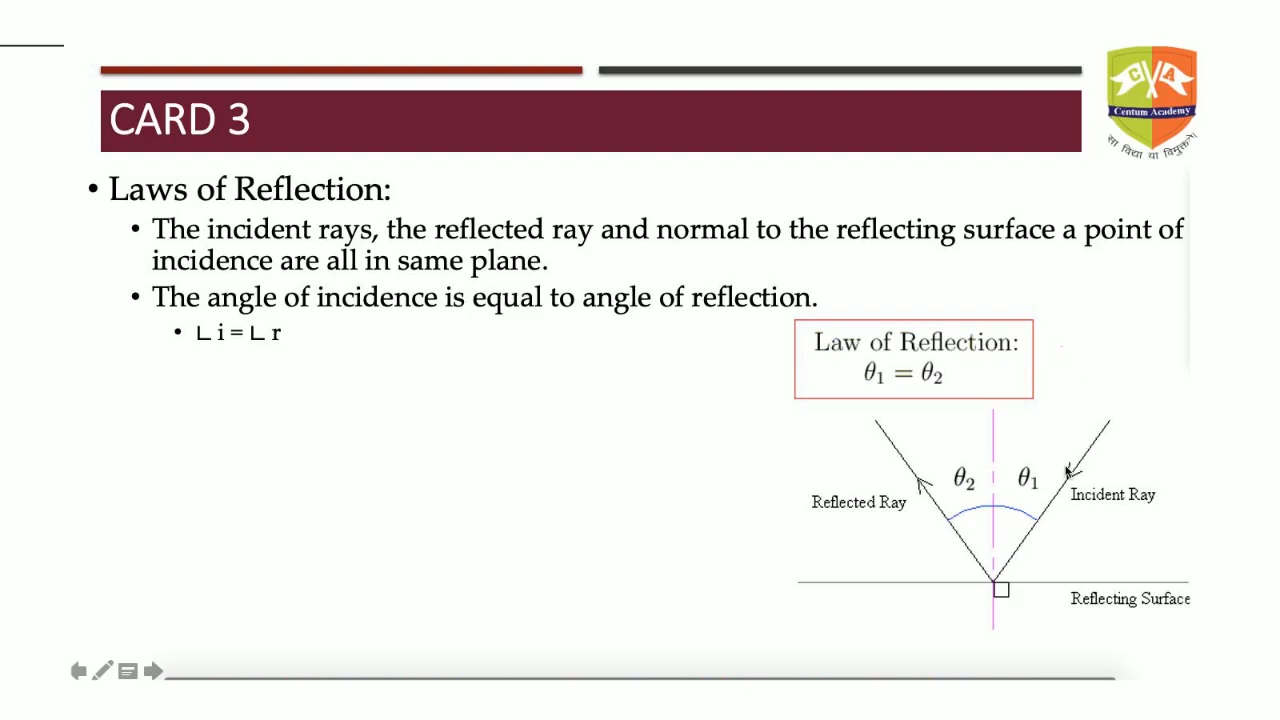 CARD 3
C A
Centum Academy
सा विद्या या विमुक्तये
• Laws of Reflection:
• The incident rays, the reflected ray and normal to the reflecting surface a point of
incidence are all in same plane.
• The angle of incidence is equal to angle of reflection.
• ∟ i = ∟ r
Law of Reflection:
θ₁ = θ₂
θ₂ θ₁
Reflected Ray
Incident Ray
Reflecting Surface